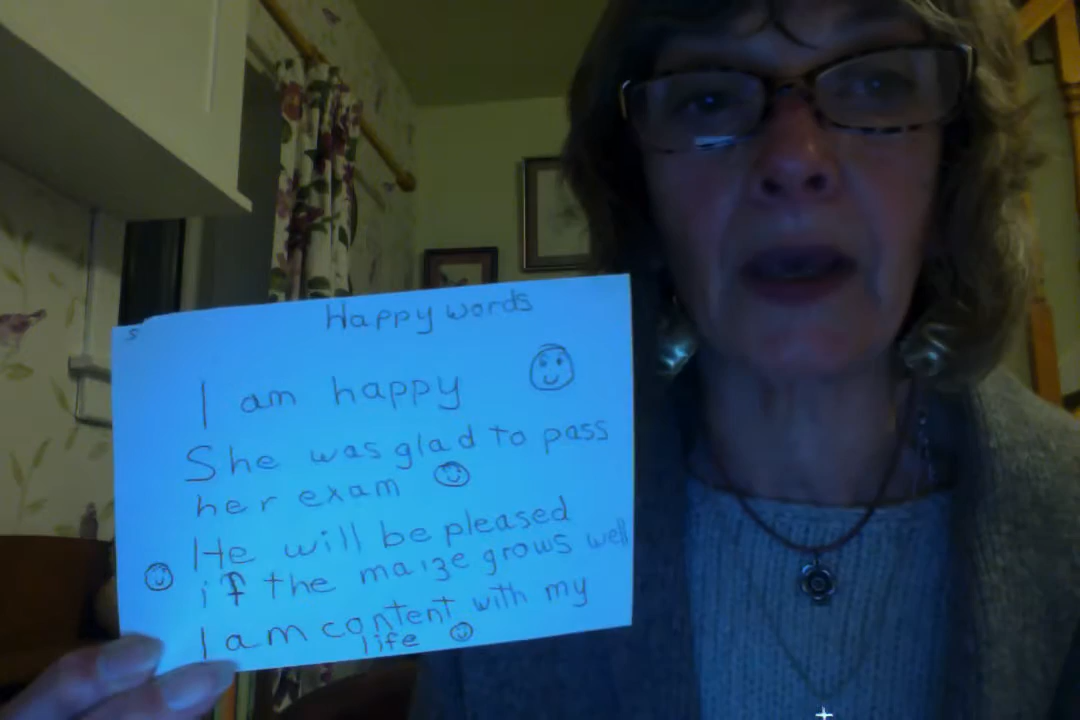 5
Happy words
I am happy
She was glad to pass
her exam
He will be pleased
if the maize grows well
I am content with my
life